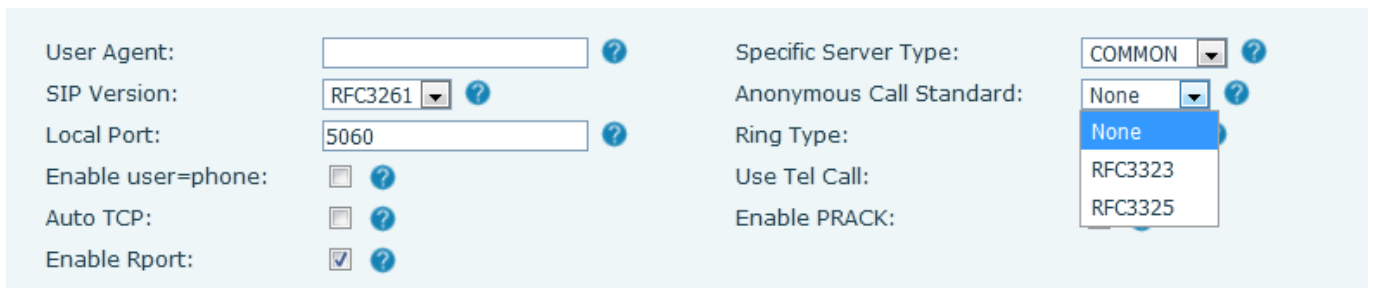 User Agent:
Specific Server Type: COMMON
SIP Version: RFC3261
Anonymous Call Standard: None
Local Port: 5060
Ring Type:
None
Enable user=phone:
Use Tel Call:
RFC3323
Auto TCP:
Enable PRACK:
RFC3325
Enable Rport: